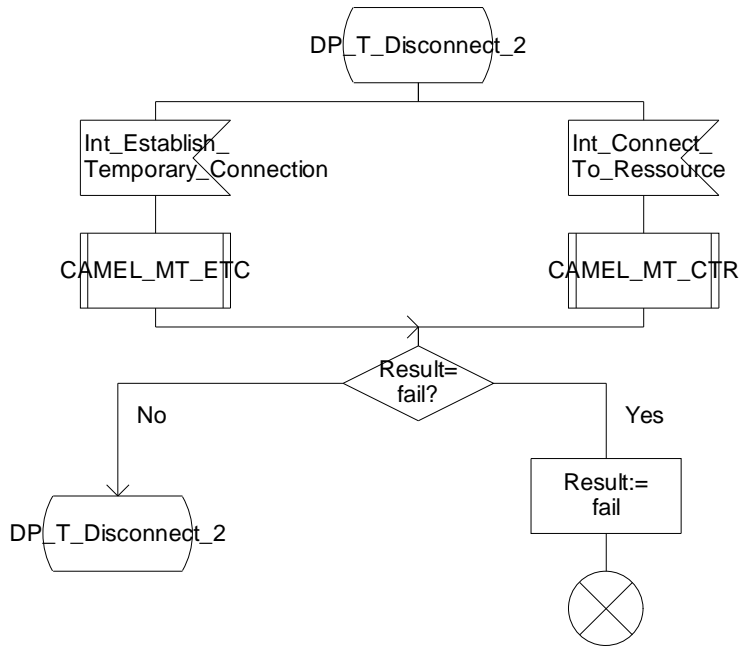 DP_T_Disconnect_2
Int_Establish_
Temporary_Connection
Int_Connect_
To_Ressource
CAMEL_MT_ETC
CAMEL_MT_CTR
Result=
fail?
No
Yes
Result:=
fail
DP_T_Disconnect_2